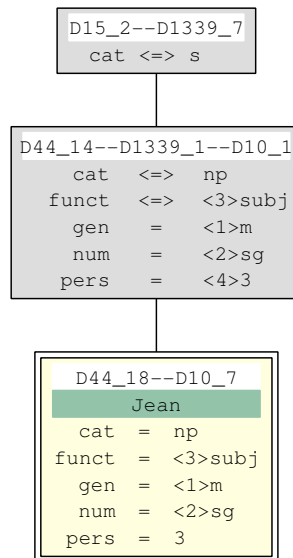 D15_2--D1339_7
cat <=> s
D44_14--D1339_1--D10_1
cat <=> np
funct <=> <3>subj
gen = <1>m
num = <2>sg
pers = <4>3
D44_18--D10_7
Jean
cat = np
funct = <3>subj
gen = <1>m
num = <2>sg
pers = 3